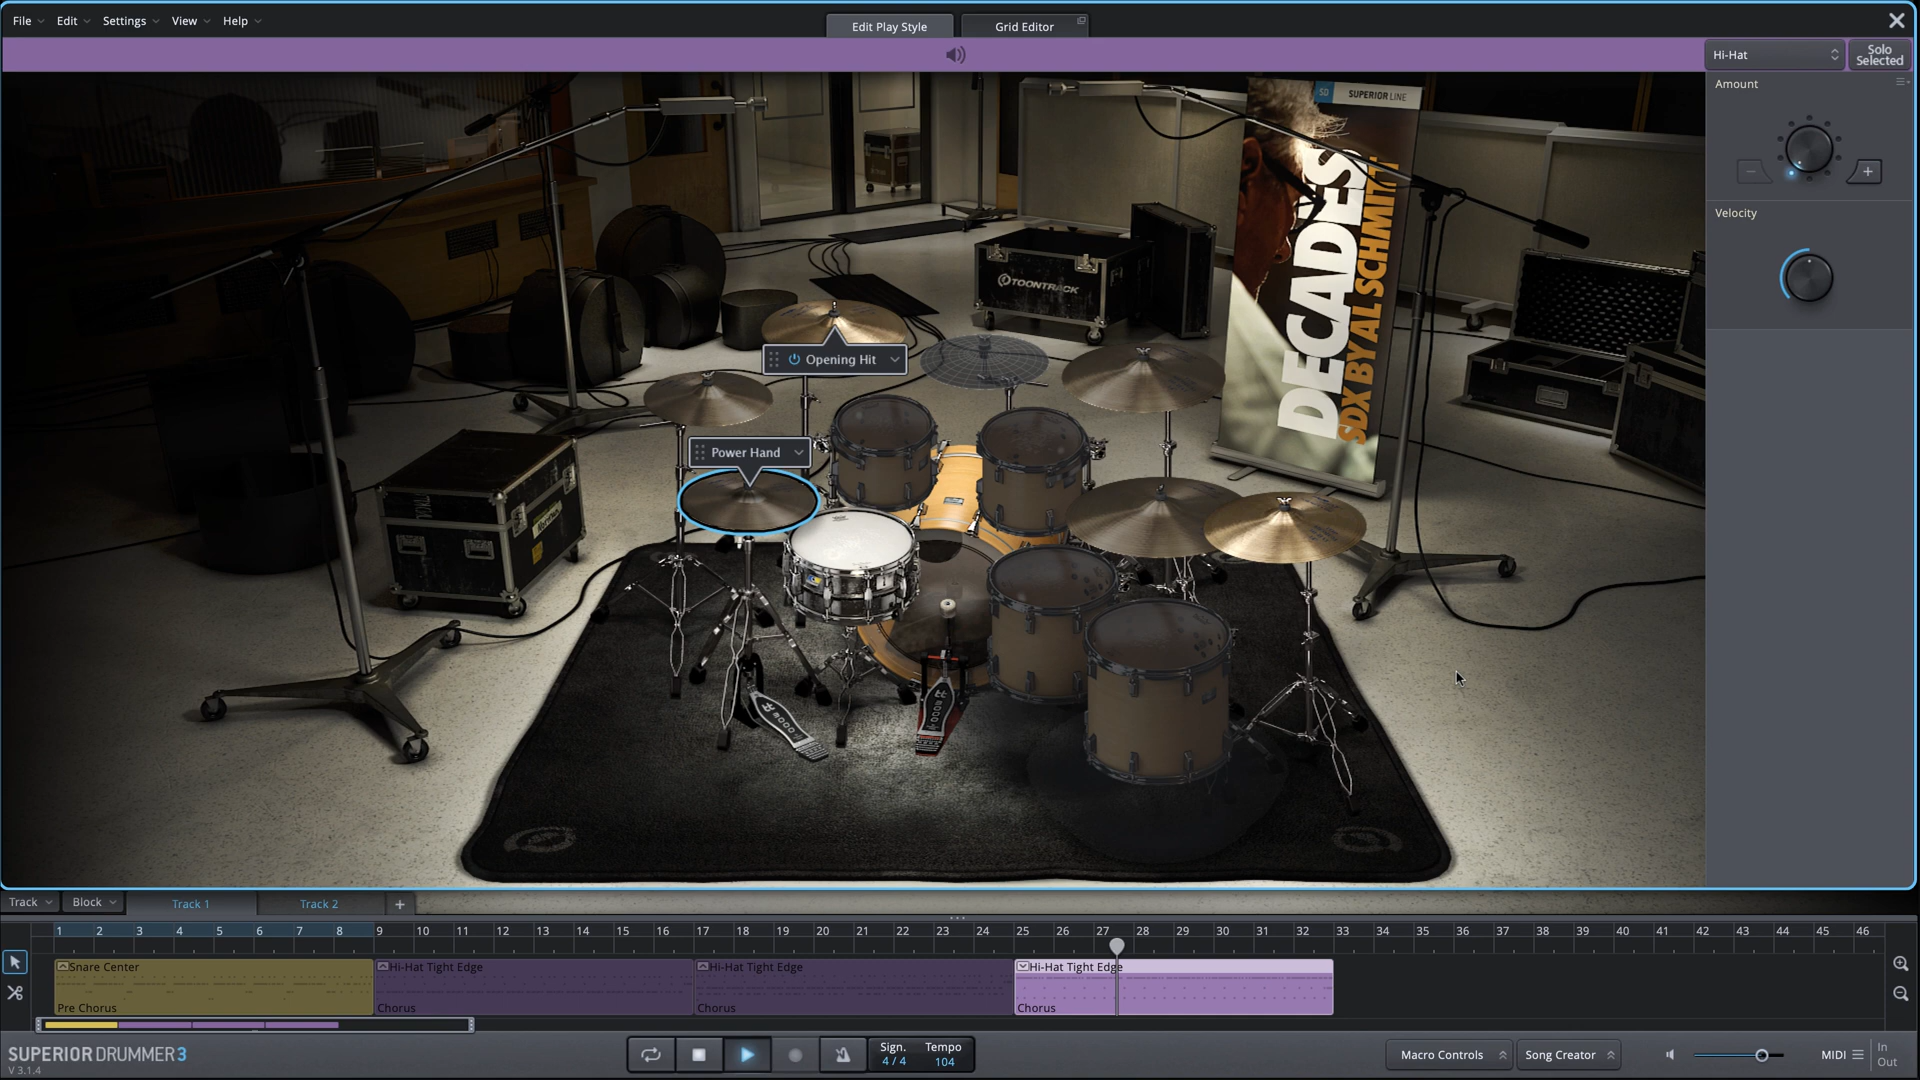 File
Edit
Settings
View
Help
Edit Play Style
Grid Editor
Hi-Hat
Solo
Selected
Amount
Velocity
SD SUPERIOR LINE
DECADES
SDX BY AL SCHMITT
TOONTRACK
Opening Hit
Power Hand
Track
Block
Track 1
Track 2
+
1 2 3 4 5 6 7 8 9 10 11 12 13 14 15 16 17 18 19 20 21 22 23 24 25 26 27 28 29 30 31 32 33 34 35 36 37 38 39 40 41 42 43 44 45 46
Snare Center
Pre Chorus
Hi-Hat Tight Edge
Chorus
Hi-Hat Tight Edge
Chorus
Hi-Hat Tight Edge
Chorus
SUPERIOR DRUMMER 3
V 3.1.4
Sign.
4 / 4
Tempo
104
Macro Controls
Song Creator
MIDI
In
Out